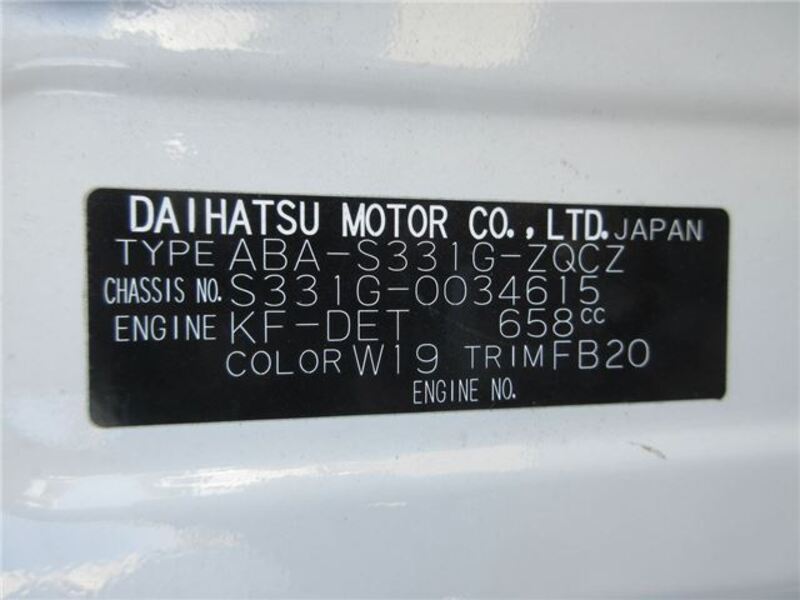 DAIHATSU MOTOR CO., LTD. JAPAN
TYPE ABA-S331G-ZQCZ
CHASSIS NO. S331G-0034615
ENGINE KF-DET 658cc
COLOR W19 TRIM FB20
ENGINE NO.